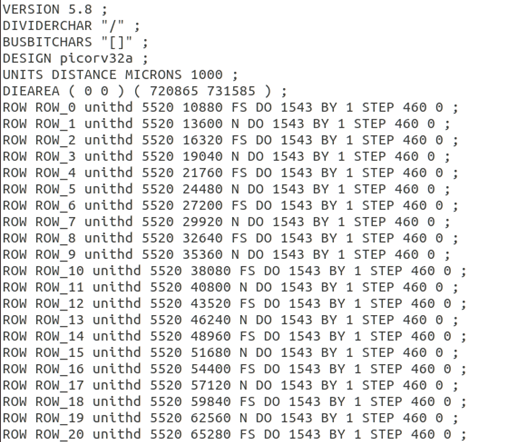 VERSION 5.8 ;
DIVIDERCHAR "/" ;
BUSBITCHARS "[]" ;
DESIGN picorv32a ;
UNITS DISTANCE MICRONS 1000 ;
DIEAREA ( 0 0 ) ( 720865 731585 ) ;
ROW ROW_0 unithd 5520 10880 FS DO 1543 BY 1 STEP 460 0 ;
ROW ROW_1 unithd 5520 13600 N DO 1543 BY 1 STEP 460 0 ;
ROW ROW_2 unithd 5520 16320 FS DO 1543 BY 1 STEP 460 0 ;
ROW ROW_3 unithd 5520 19040 N DO 1543 BY 1 STEP 460 0 ;
ROW ROW_4 unithd 5520 21760 FS DO 1543 BY 1 STEP 460 0 ;
ROW ROW_5 unithd 5520 24480 N DO 1543 BY 1 STEP 460 0 ;
ROW ROW_6 unithd 5520 27200 FS DO 1543 BY 1 STEP 460 0 ;
ROW ROW_7 unithd 5520 29920 N DO 1543 BY 1 STEP 460 0 ;
ROW ROW_8 unithd 5520 32640 FS DO 1543 BY 1 STEP 460 0 ;
ROW ROW_9 unithd 5520 35360 N DO 1543 BY 1 STEP 460 0 ;
ROW ROW_10 unithd 5520 38080 FS DO 1543 BY 1 STEP 460 0 ;
ROW ROW_11 unithd 5520 40800 N DO 1543 BY 1 STEP 460 0 ;
ROW ROW_12 unithd 5520 43520 FS DO 1543 BY 1 STEP 460 0 ;
ROW ROW_13 unithd 5520 46240 N DO 1543 BY 1 STEP 460 0 ;
ROW ROW_14 unithd 5520 48960 FS DO 1543 BY 1 STEP 460 0 ;
ROW ROW_15 unithd 5520 51680 N DO 1543 BY 1 STEP 460 0 ;
ROW ROW_16 unithd 5520 54400 FS DO 1543 BY 1 STEP 460 0 ;
ROW ROW_17 unithd 5520 57120 N DO 1543 BY 1 STEP 460 0 ;
ROW ROW_18 unithd 5520 59840 FS DO 1543 BY 1 STEP 460 0 ;
ROW ROW_19 unithd 5520 62560 N DO 1543 BY 1 STEP 460 0 ;
ROW ROW_20 unithd 5520 65280 FS DO 1543 BY 1 STEP 460 0 ;